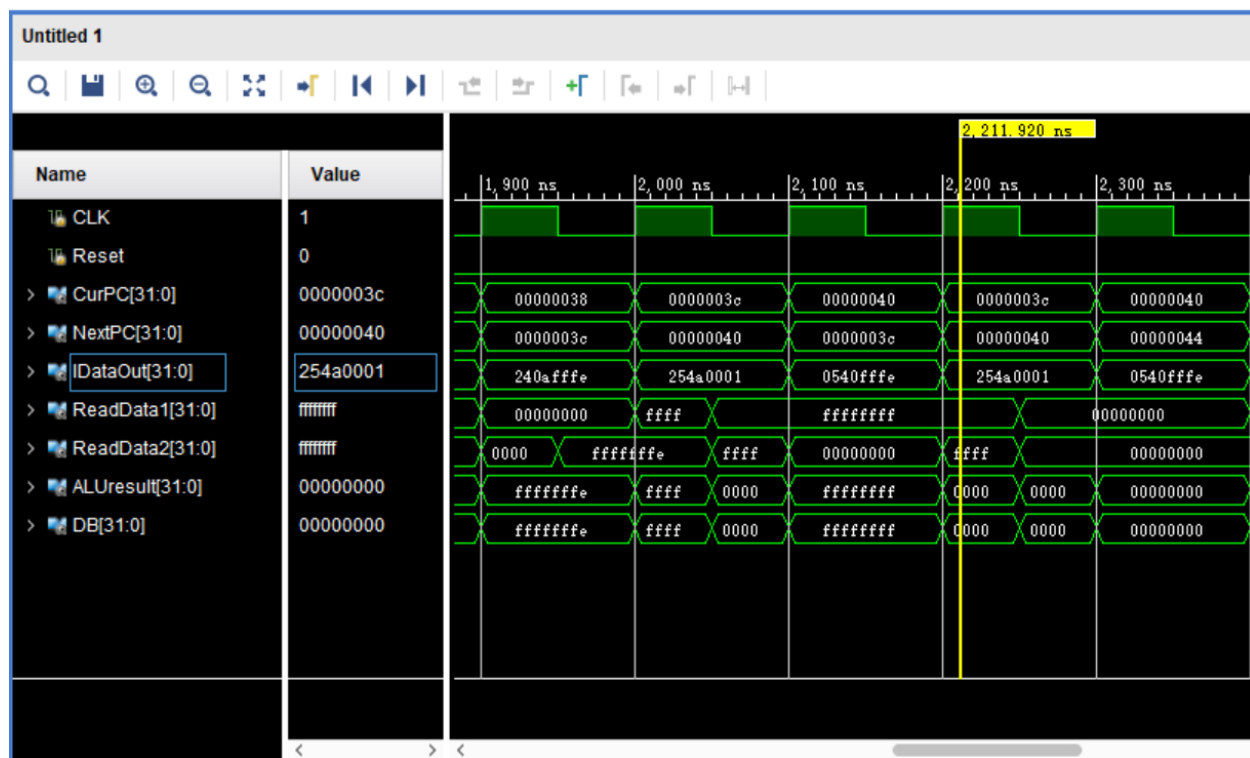 Untitled 1
2,211.920 ns
Name Value
1,900 ns 2,000 ns 2,100 ns 2,200 ns 2,300 ns
CLK 1
Reset 0
CurPC[31:0] 0000003c 00000038 0000003c 00000040 0000003c 00000040
NextPC[31:0] 00000040 0000003c 00000040 0000003c 00000040 00000044
IDataOut[31:0] 254a0001 240afffe 254a0001 0540fffe 254a0001 0540fffe
ReadData1[31:0] ffffffff 00000000 ffff ffffffff 00000000
ReadData2[31:0] ffffffff 0000 fffffffe ffff 00000000 ffff 00000000
ALUresult[31:0] 00000000 fffffffe ffff 0000 ffffffff 0000 0000 00000000
DB[31:0] 00000000 fffffffe ffff 0000 ffffffff 0000 0000 00000000